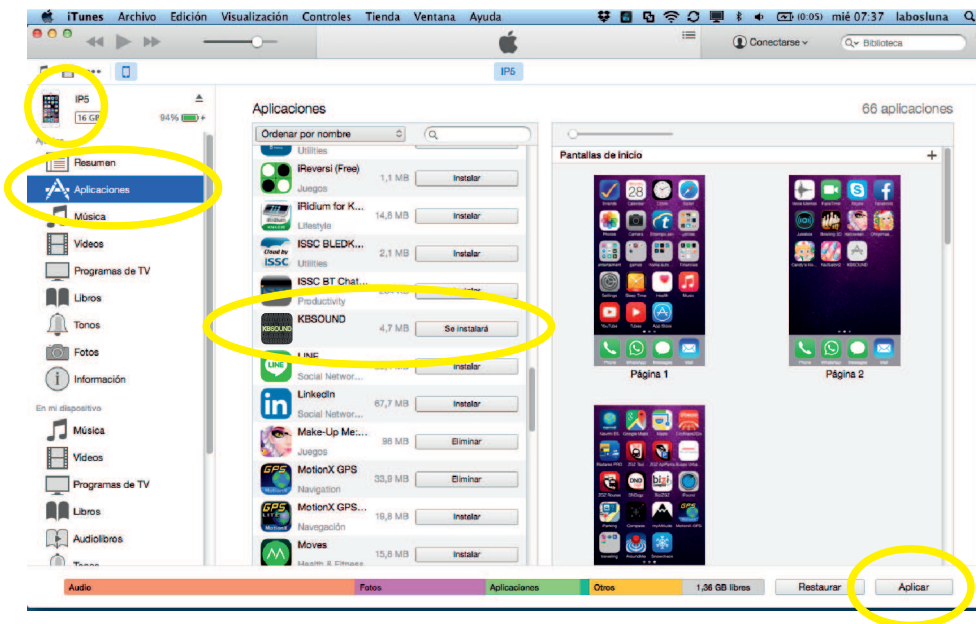 iTunes Archivo Edición Visualización Controles Tienda Ventana Ayuda (0:05) mié 07:37 labosluna
Conectarse
Biblioteca
IP5
IP5
16 GB 94%
Resumen
Aplicaciones
Música
Videos
Programas de TV
Libros
Tonos
Fotos
Información
En mi dispositivo
Música
Videos
Programas de TV
Libros
Audiolibros
Tonos
Aplicaciones 66 aplicaciones
Ordenar por nombre
Utilities
iReversi (Free)
Juegos
1,1 MB Instalar
iRidium for K...
Lifestyle
14,8 MB Instalar
ISSC BLEDK...
Utilities
2,1 MB Instalar
ISSC BT Chat...
Productivity
Instalar
KBSOUND
KBSOUND
4,7 MB Se instalará
LINE
LINE
Social Networ...
Instalar
LinkedIn
Social Networ...
67,7 MB Instalar
Make-Up Me:...
Juegos
96 MB Eliminar
MotionX GPS
Navigation
33,9 MB Eliminar
MotionX GPS...
Navegación
19,8 MB Instalar
Moves
Health & Fitness
15,6 MB Instalar
Pantallas de inicio +
Página 1
Página 2
Audio Fotos Aplicaciones Otros 1,36 GB libres Restaurar Aplicar